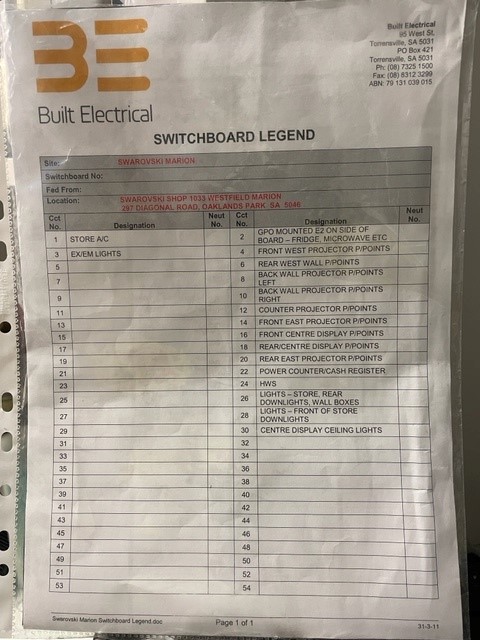 BE
Built Electrical
Built Electrical
95 West St,
Torrensville, SA 5031
PO Box 421
Torrensville, SA 5031
Ph: (08) 7325 1500
Fax: (08) 8312 3299
ABN: 79 131 039 015
SWITCHBOARD LEGEND
Site: SWAROVSKI MARION
Switchboard No:
Fed From:
Location: SWAROVSKI SHOP 1033 WESTFIELD MARION
297 DIAGONAL ROAD, OAKLANDS PARK SA 5046
Cct No. Designation Neut No. Cct No. Designation Neut No.
1 STORE A/C 2 GPO MOUNTED E2 ON SIDE OF
BOARD – FRIDGE, MICROWAVE ETC
3 EX/EM LIGHTS 4 FRONT WEST PROJECTOR P/POINTS
5 6 REAR WEST WALL P/POINTS
7 8 BACK WALL PROJECTOR P/POINTS
LEFT
9 10 BACK WALL PROJECTOR P/POINTS
RIGHT
11 12 COUNTER PROJECTOR P/POINTS
13 14 FRONT EAST PROJECTOR P/POINTS
15 16 FRONT CENTRE DISPLAY P/POINTS
17 18 REAR/CENTRE DISPLAY P/POINTS
19 20 REAR EAST PROJECTOR P/POINTS
21 22 POWER COUNTER/CASH REGISTER
23 24 HWS
25 26 LIGHTS – STORE, REAR
DOWNLIGHTS, WALL BOXES
27 28 LIGHTS – FRONT OF STORE
DOWNLIGHTS
29 30 CENTRE DISPLAY CEILING LIGHTS
31 32
33 34
35 36
37 38
39 40
41 42
43 44
45 46
47 48
49 50
51 52
53 54
Swarovski Marion Switchboard Legend.doc Page 1 of 1 31-3-11